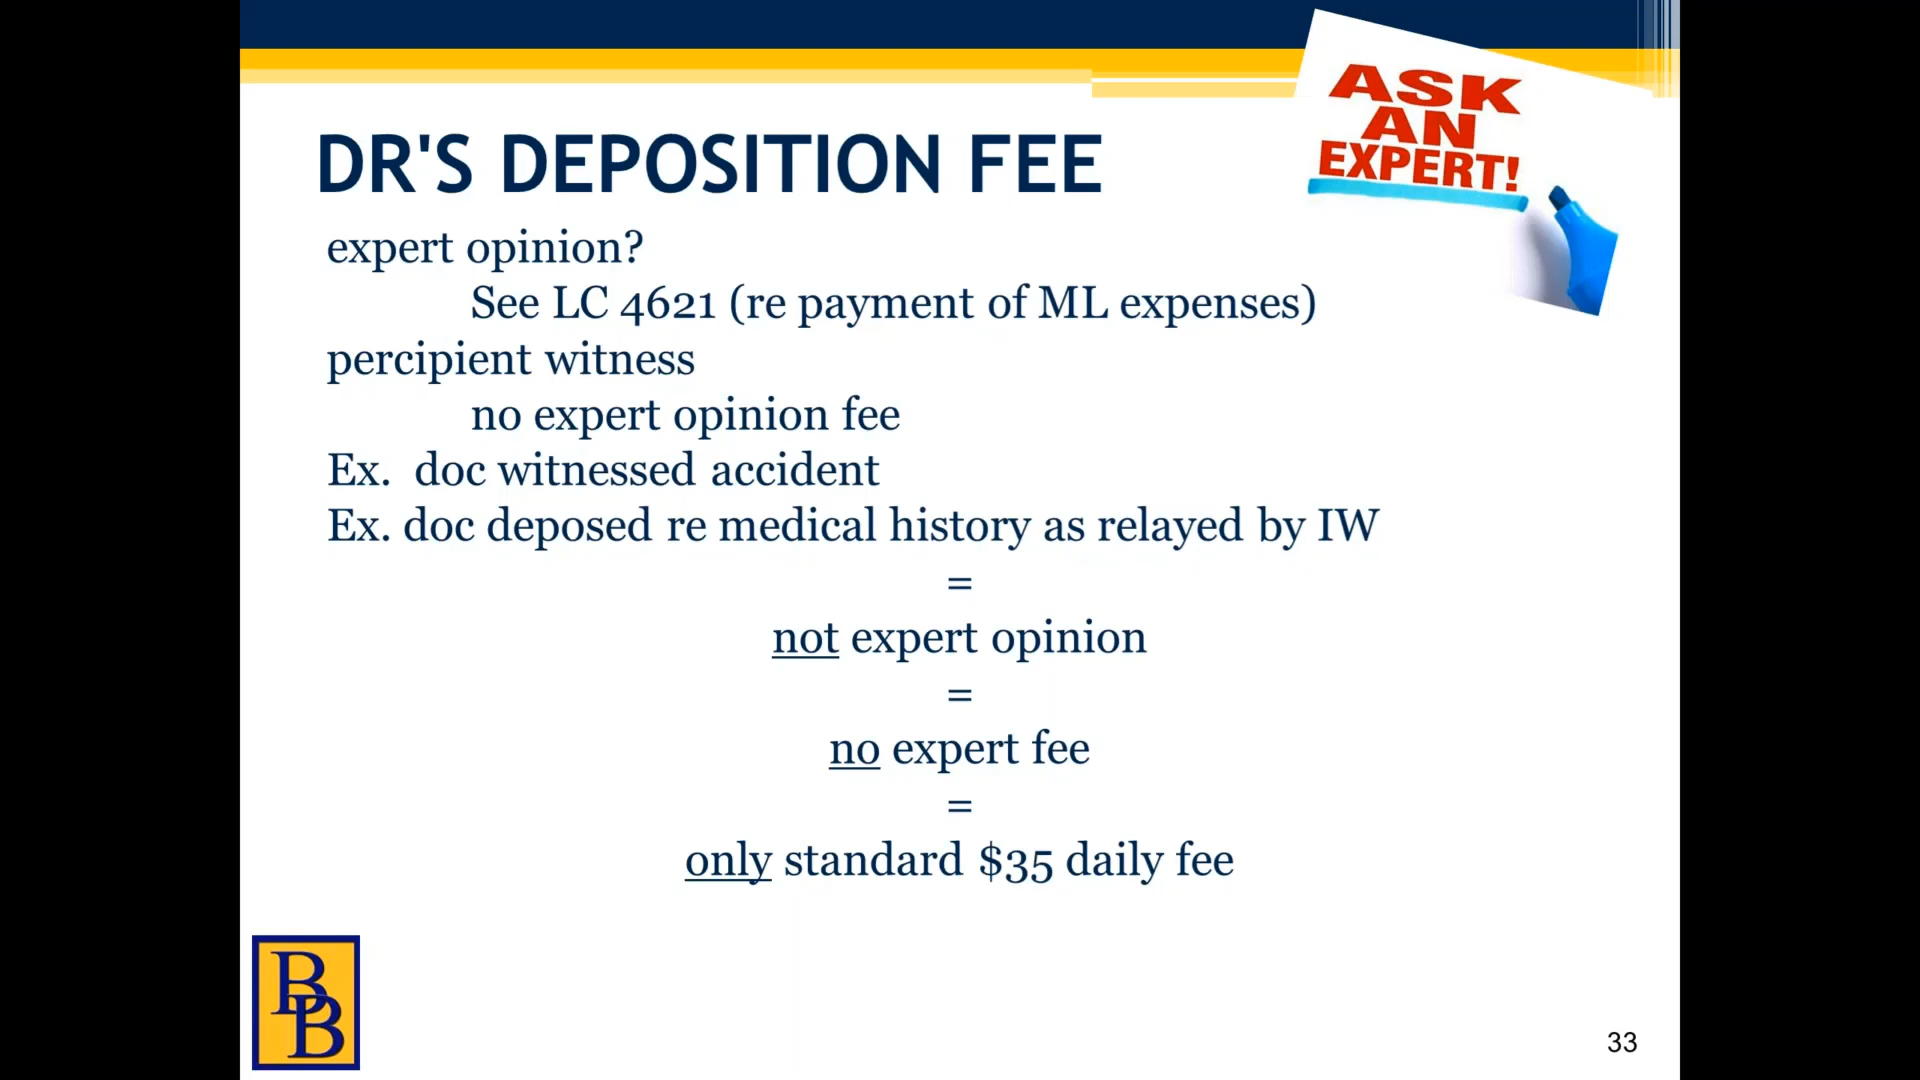 ASK
AN
EXPERT!
DR'S DEPOSITION FEE
expert opinion?
See LC 4621 (re payment of ML expenses)
percipient witness
no expert opinion fee
Ex. doc witnessed accident
Ex. doc deposed re medical history as relayed by IW
=
not expert opinion
=
no expert fee
=
only standard $35 daily fee
BB
33